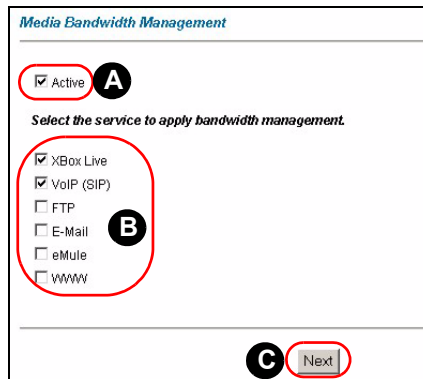 Media Bandwidth Management
Active A
Select the service to apply bandwidth management.
XBox Live
VoIP (SIP)
FTP
E-Mail B
eMule
WWW
C Next